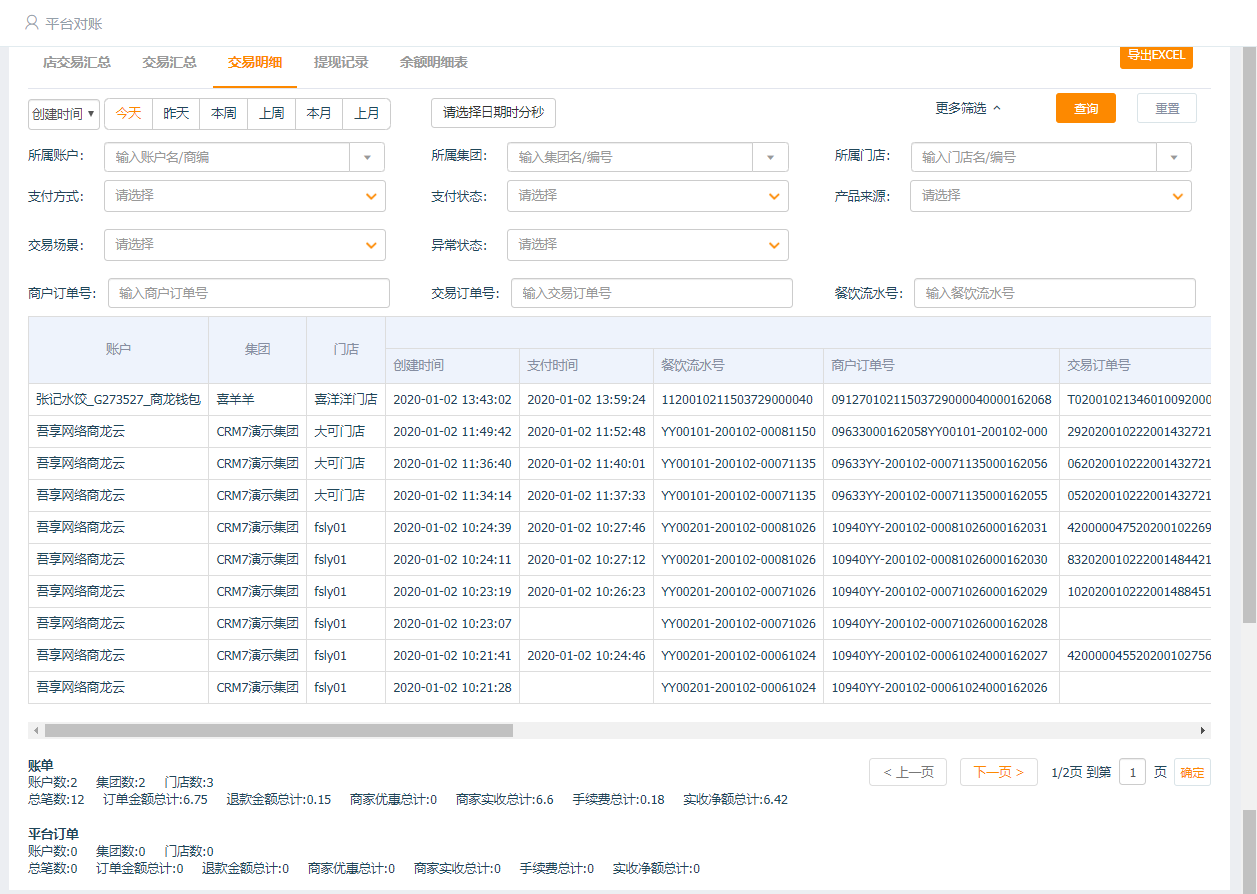 平台对账
店交易汇总 交易汇总 交易明细 提现记录 余额明细表 导出EXCEL
创建时间 今天 昨天 本周 上周 本月 上月 请选择日期时分秒 更多筛选 查询 重置
所属账户: 输入账户名/商编 所属集团: 输入集团名/编号 所属门店: 输入门店名/编号
支付方式: 请选择 支付状态: 请选择 产品来源: 请选择
交易场景: 请选择 异常状态: 请选择
商户订单号: 输入商户订单号 交易订单号: 输入交易订单号 餐饮流水号: 输入餐饮流水号
账户 集团 门店
创建时间 支付时间 餐饮流水号 商户订单号 交易订单号
张记水饺_G273527_商龙钱包 喜羊羊 喜洋洋门店 2020-01-02 13:43:02 2020-01-02 13:59:24 1120010211503729000040 09127010211503729000040000162068 T02001021346010092000
吾享网络商龙云 CRM7演示集团 大可门店 2020-01-02 11:49:42 2020-01-02 11:52:48 YY00101-200102-00081150 09633000162058YY00101-200102-000 292020010222001432721
吾享网络商龙云 CRM7演示集团 大可门店 2020-01-02 11:36:40 2020-01-02 11:40:01 YY00101-200102-00071135 09633YY-200102-00071135000162056 062020010222001432721
吾享网络商龙云 CRM7演示集团 大可门店 2020-01-02 11:34:14 2020-01-02 11:37:33 YY00101-200102-00071135 09633YY-200102-00071135000162055 052020010222001432721
吾享网络商龙云 CRM7演示集团 fsly01 2020-01-02 10:24:39 2020-01-02 10:27:46 YY00201-200102-00081026 10940YY-200102-00081026000162031 420000047520200102269
吾享网络商龙云 CRM7演示集团 fsly01 2020-01-02 10:24:11 2020-01-02 10:27:12 YY00201-200102-00081026 10940YY-200102-00081026000162030 832020010222001484421
吾享网络商龙云 CRM7演示集团 fsly01 2020-01-02 10:23:19 2020-01-02 10:26:23 YY00201-200102-00071026 10940YY-200102-00071026000162029 102020010222001488451
吾享网络商龙云 CRM7演示集团 fsly01 2020-01-02 10:23:07 YY00201-200102-00071026 10940YY-200102-00071026000162028
吾享网络商龙云 CRM7演示集团 fsly01 2020-01-02 10:21:41 2020-01-02 10:24:46 YY00201-200102-00061024 10940YY-200102-00061024000162027 420000045520200102756
吾享网络商龙云 CRM7演示集团 fsly01 2020-01-02 10:21:28 YY00201-200102-00061024 10940YY-200102-00061024000162026
账单
账户数:2 集团数:2 门店数:3
总笔数:12 订单金额总计:6.75 退款金额总计:0.15 商家优惠总计:0 商家实收总计:6.6 手续费总计:0.18 实收净额总计:6.42
< 上一页 下一页 > 1/2页 到第 1 页 确定
平台订单
账户数:0 集团数:0 门店数:0
总笔数:0 订单金额总计:0 退款金额总计:0 商家优惠总计:0 商家实收总计:0 手续费总计:0 实收净额总计:0